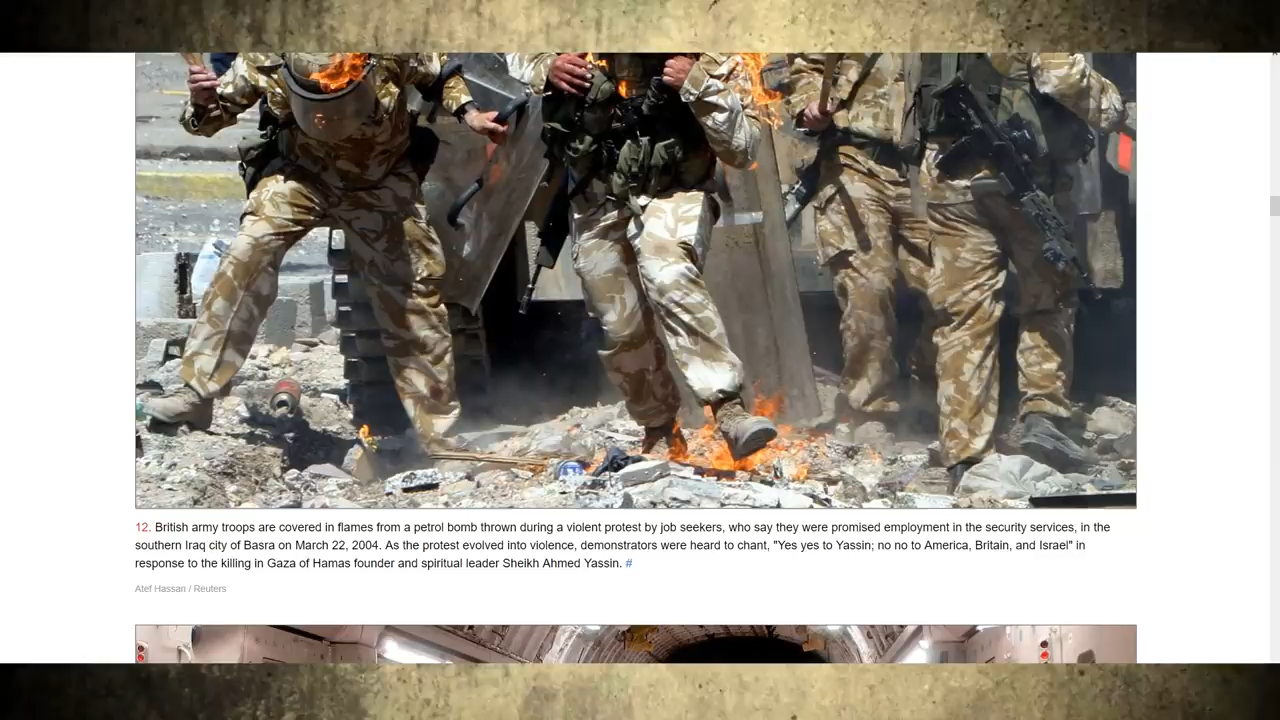 12. British army troops are covered in flames from a petrol bomb thrown during a violent protest by job seekers, who say they were promised employment in the security services, in the
southern Iraq city of Basra on March 22, 2004. As the protest evolved into violence, demonstrators were heard to chant, "Yes yes to Yassin; no no to America, Britain, and Israel" in
response to the killing in Gaza of Hamas founder and spiritual leader Sheikh Ahmed Yassin. #
Atef Hassan / Reuters